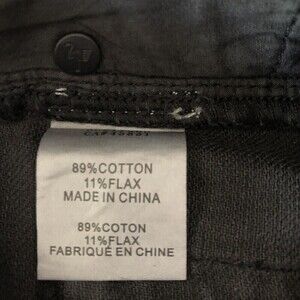 89%COTTON
11%FLAX
MADE IN CHINA
89%COTON
11%FLAX
FABRIQUÉ EN CHINE